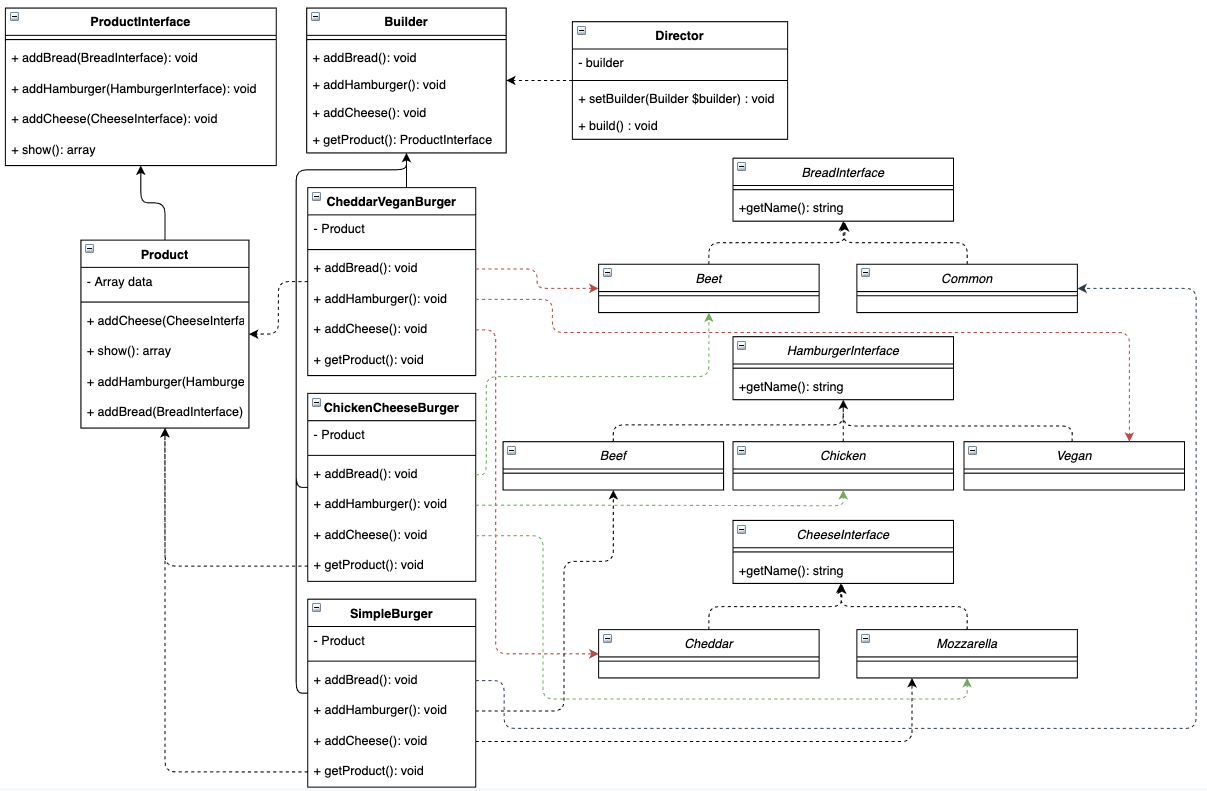 ProductInterface
+ addBread(BreadInterface): void
+ addHamburger(HamburgerInterface): void
+ addCheese(CheeseInterface): void
+ show(): array
Builder
+ addBread(): void
+ addHamburger(): void
+ addCheese(): void
+ getProduct(): ProductInterface
Director
- builder
+ setBuilder(Builder $builder) : void
+ build() : void
BreadInterface
+getName(): string
CheddarVeganBurger
- Product
+ addBread(): void
+ addHamburger(): void
+ addCheese(): void
+ getProduct(): void
Product
- Array data
+ addCheese(CheeseInterfa
+ show(): array
+ addHamburger(Hamburge
+ addBread(BreadInterface)
Beet
Common
HamburgerInterface
+getName(): string
ChickenCheeseBurger
- Product
+ addBread(): void
+ addHamburger(): void
+ addCheese(): void
+ getProduct(): void
Beef
Chicken
Vegan
CheeseInterface
+getName(): string
SimpleBurger
- Product
+ addBread(): void
+ addHamburger(): void
+ addCheese(): void
+ getProduct(): void
Cheddar
Mozzarella